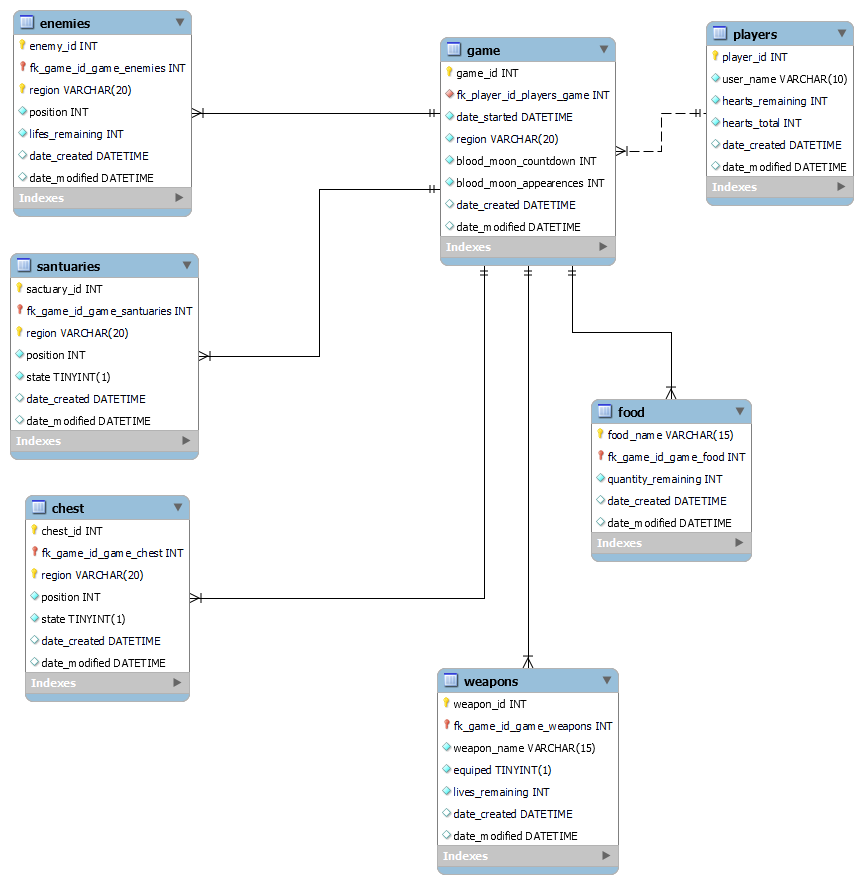 enemies
enemy_id INT
fk_game_id_game_enemies INT
region VARCHAR(20)
position INT
lifes_remaining INT
date_created DATETIME
date_modified DATETIME
Indexes
game
game_id INT
fk_player_id_players_game INT
date_started DATETIME
region VARCHAR(20)
blood_moon_countdown INT
blood_moon_appearences INT
date_created DATETIME
date_modified DATETIME
Indexes
players
player_id INT
user_name VARCHAR(10)
hearts_remaining INT
hearts_total INT
date_created DATETIME
date_modified DATETIME
Indexes
santuaries
sactuary_id INT
fk_game_id_game_santuaries INT
region VARCHAR(20)
position INT
state TINYINT(1)
date_created DATETIME
date_modified DATETIME
Indexes
food
food_name VARCHAR(15)
fk_game_id_game_food INT
quantity_remaining INT
date_created DATETIME
date_modified DATETIME
Indexes
chest
chest_id INT
fk_game_id_game_chest INT
region VARCHAR(20)
position INT
state TINYINT(1)
date_created DATETIME
date_modified DATETIME
Indexes
weapons
weapon_id INT
fk_game_id_game_weapons INT
weapon_name VARCHAR(15)
equiped TINYINT(1)
lives_remaining INT
date_created DATETIME
date_modified DATETIME
Indexes